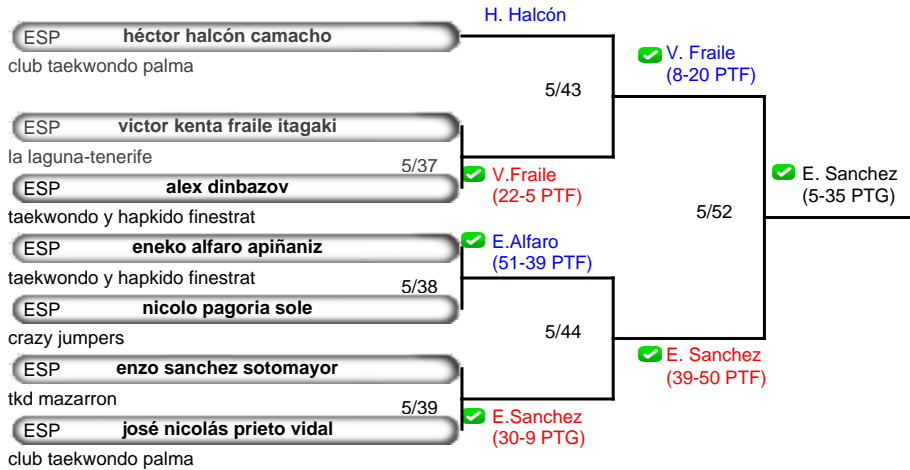 H. Halcón
ESP héctor halcón camacho
club taekwondo palma
V. Fraile
(8-20 PTF)
5/43
ESP victor kenta fraile itagaki
la laguna-tenerife
5/37
ESP alex dinbazov
taekwondo y hapkido finestrat
V.Fraile
(22-5 PTF)
E. Sanchez
(5-35 PTG)
5/52
ESP eneko alfaro apiñaniz
taekwondo y hapkido finestrat
E.Alfaro
(51-39 PTF)
5/38
ESP nicolo pagoria sole
crazy jumpers
5/44
ESP enzo sanchez sotomayor
tkd mazarron
E. Sanchez
(39-50 PTF)
5/39
ESP josé nicolás prieto vidal
club taekwondo palma
E.Sanchez
(30-9 PTG)